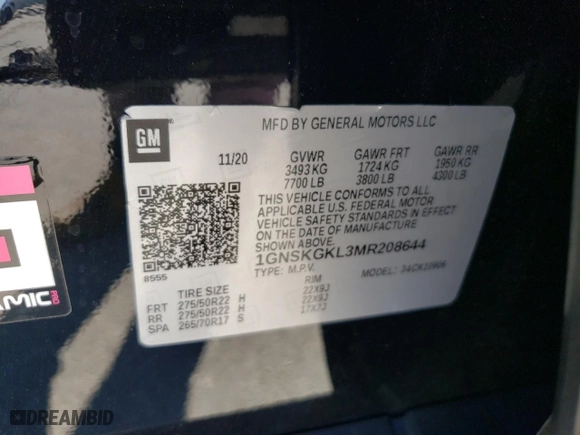 GM
MFD BY GENERAL MOTORS LLC
11/20
GVWR GAWR FRT GAWR RR
3493 KG 1724 KG 1950 KG
7700 LB 3800 LB 4300 LB
THIS VEHICLE CONFORMS TO ALL
APPLICABLE U.S. FEDERAL MOTOR
VEHICLE SAFETY STANDARDS IN EFFECT
ON THE DATE OF MANUFACTURE
SHOWN ABOVE.
1GNSKGKL3MR208644
TYPE: M.P.V. MODEL:
8555
TIRE SIZE RIM
FRT 275/50R22 H 22X9J
RR 275/50R22 H 22X9J
SPA 265/70R17 S 17X7J
AMIC PRO
DREAMBID